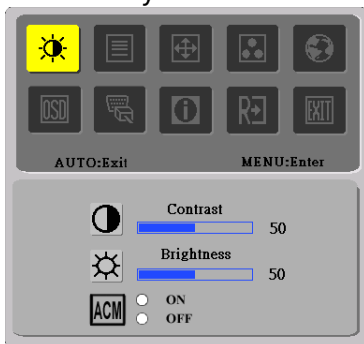 OSD
i
R
EXIT
AUTO:Exit MENU:Enter
Contrast
50
Brightness
50
ACM ON
OFF